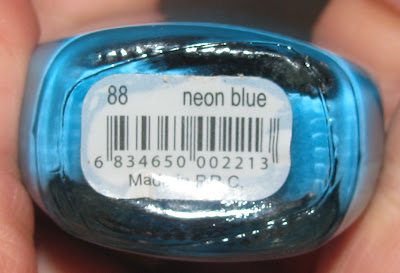 88 neon blue
6 834650 002213
Made in P.R.C.